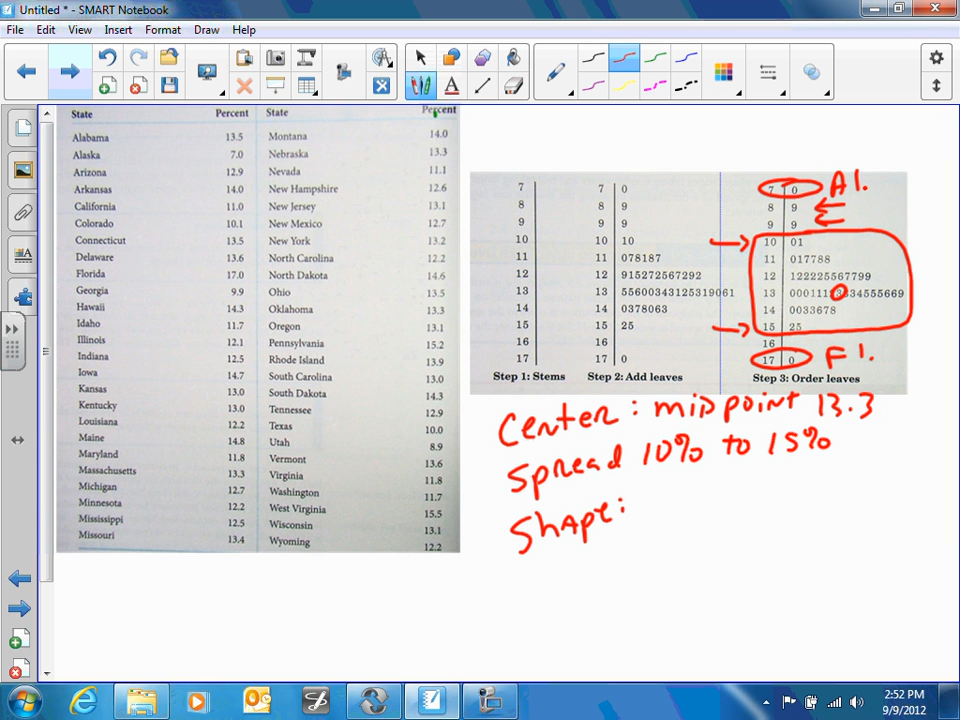 Untitled * - SMART Notebook
File Edit View Insert Format Draw Help
State Percent State Percent
Alabama 13.5 Montana 14.0
Alaska 7.0 Nebraska 13.3
Arizona 12.9 Nevada 11.1
Arkansas 14.0 New Hampshire 12.6
California 11.0 New Jersey 13.1
Colorado 10.1 New Mexico 12.7
Connecticut 13.5 New York 13.2
Delaware 13.6 North Carolina 12.2
Florida 17.0 North Dakota 14.6
Georgia 9.9 Ohio 13.5
Hawaii 14.3 Oklahoma 13.3
Idaho 11.7 Oregon 13.1
Illinois 12.1 Pennsylvania 15.2
Indiana 12.5 Rhode Island 13.9
Iowa 14.7 South Carolina 13.0
Kansas 13.0 South Dakota 14.3
Kentucky 13.0 Tennessee 12.9
Louisiana 12.2 Texas 10.0
Maine 14.8 Utah 8.9
Maryland 11.8 Vermont 13.6
Massachusetts 13.3 Virginia 11.8
Michigan 12.7 Washington 11.7
Minnesota 12.2 West Virginia 15.5
Mississippi 12.5 Wisconsin 13.1
Missouri 13.4 Wyoming 12.2
7 7 0 7 0 Al.
8 8 9 8 9
9 9 9 9 9
10 10 10 10 01
11 11 078187 11 017788
12 12 915272567292 12 122225567799
13 13 55600343125319061 13 00011123334555669
14 14 0378063 14 0033678
15 15 25 15 25
16 16 16
17 17 0 17 0 Fl.
Step 1: Stems Step 2: Add leaves Step 3: Order leaves
Center: midpoint 13.3
Spread 10% to 15%
Shape:
2:52 PM
9/9/2012